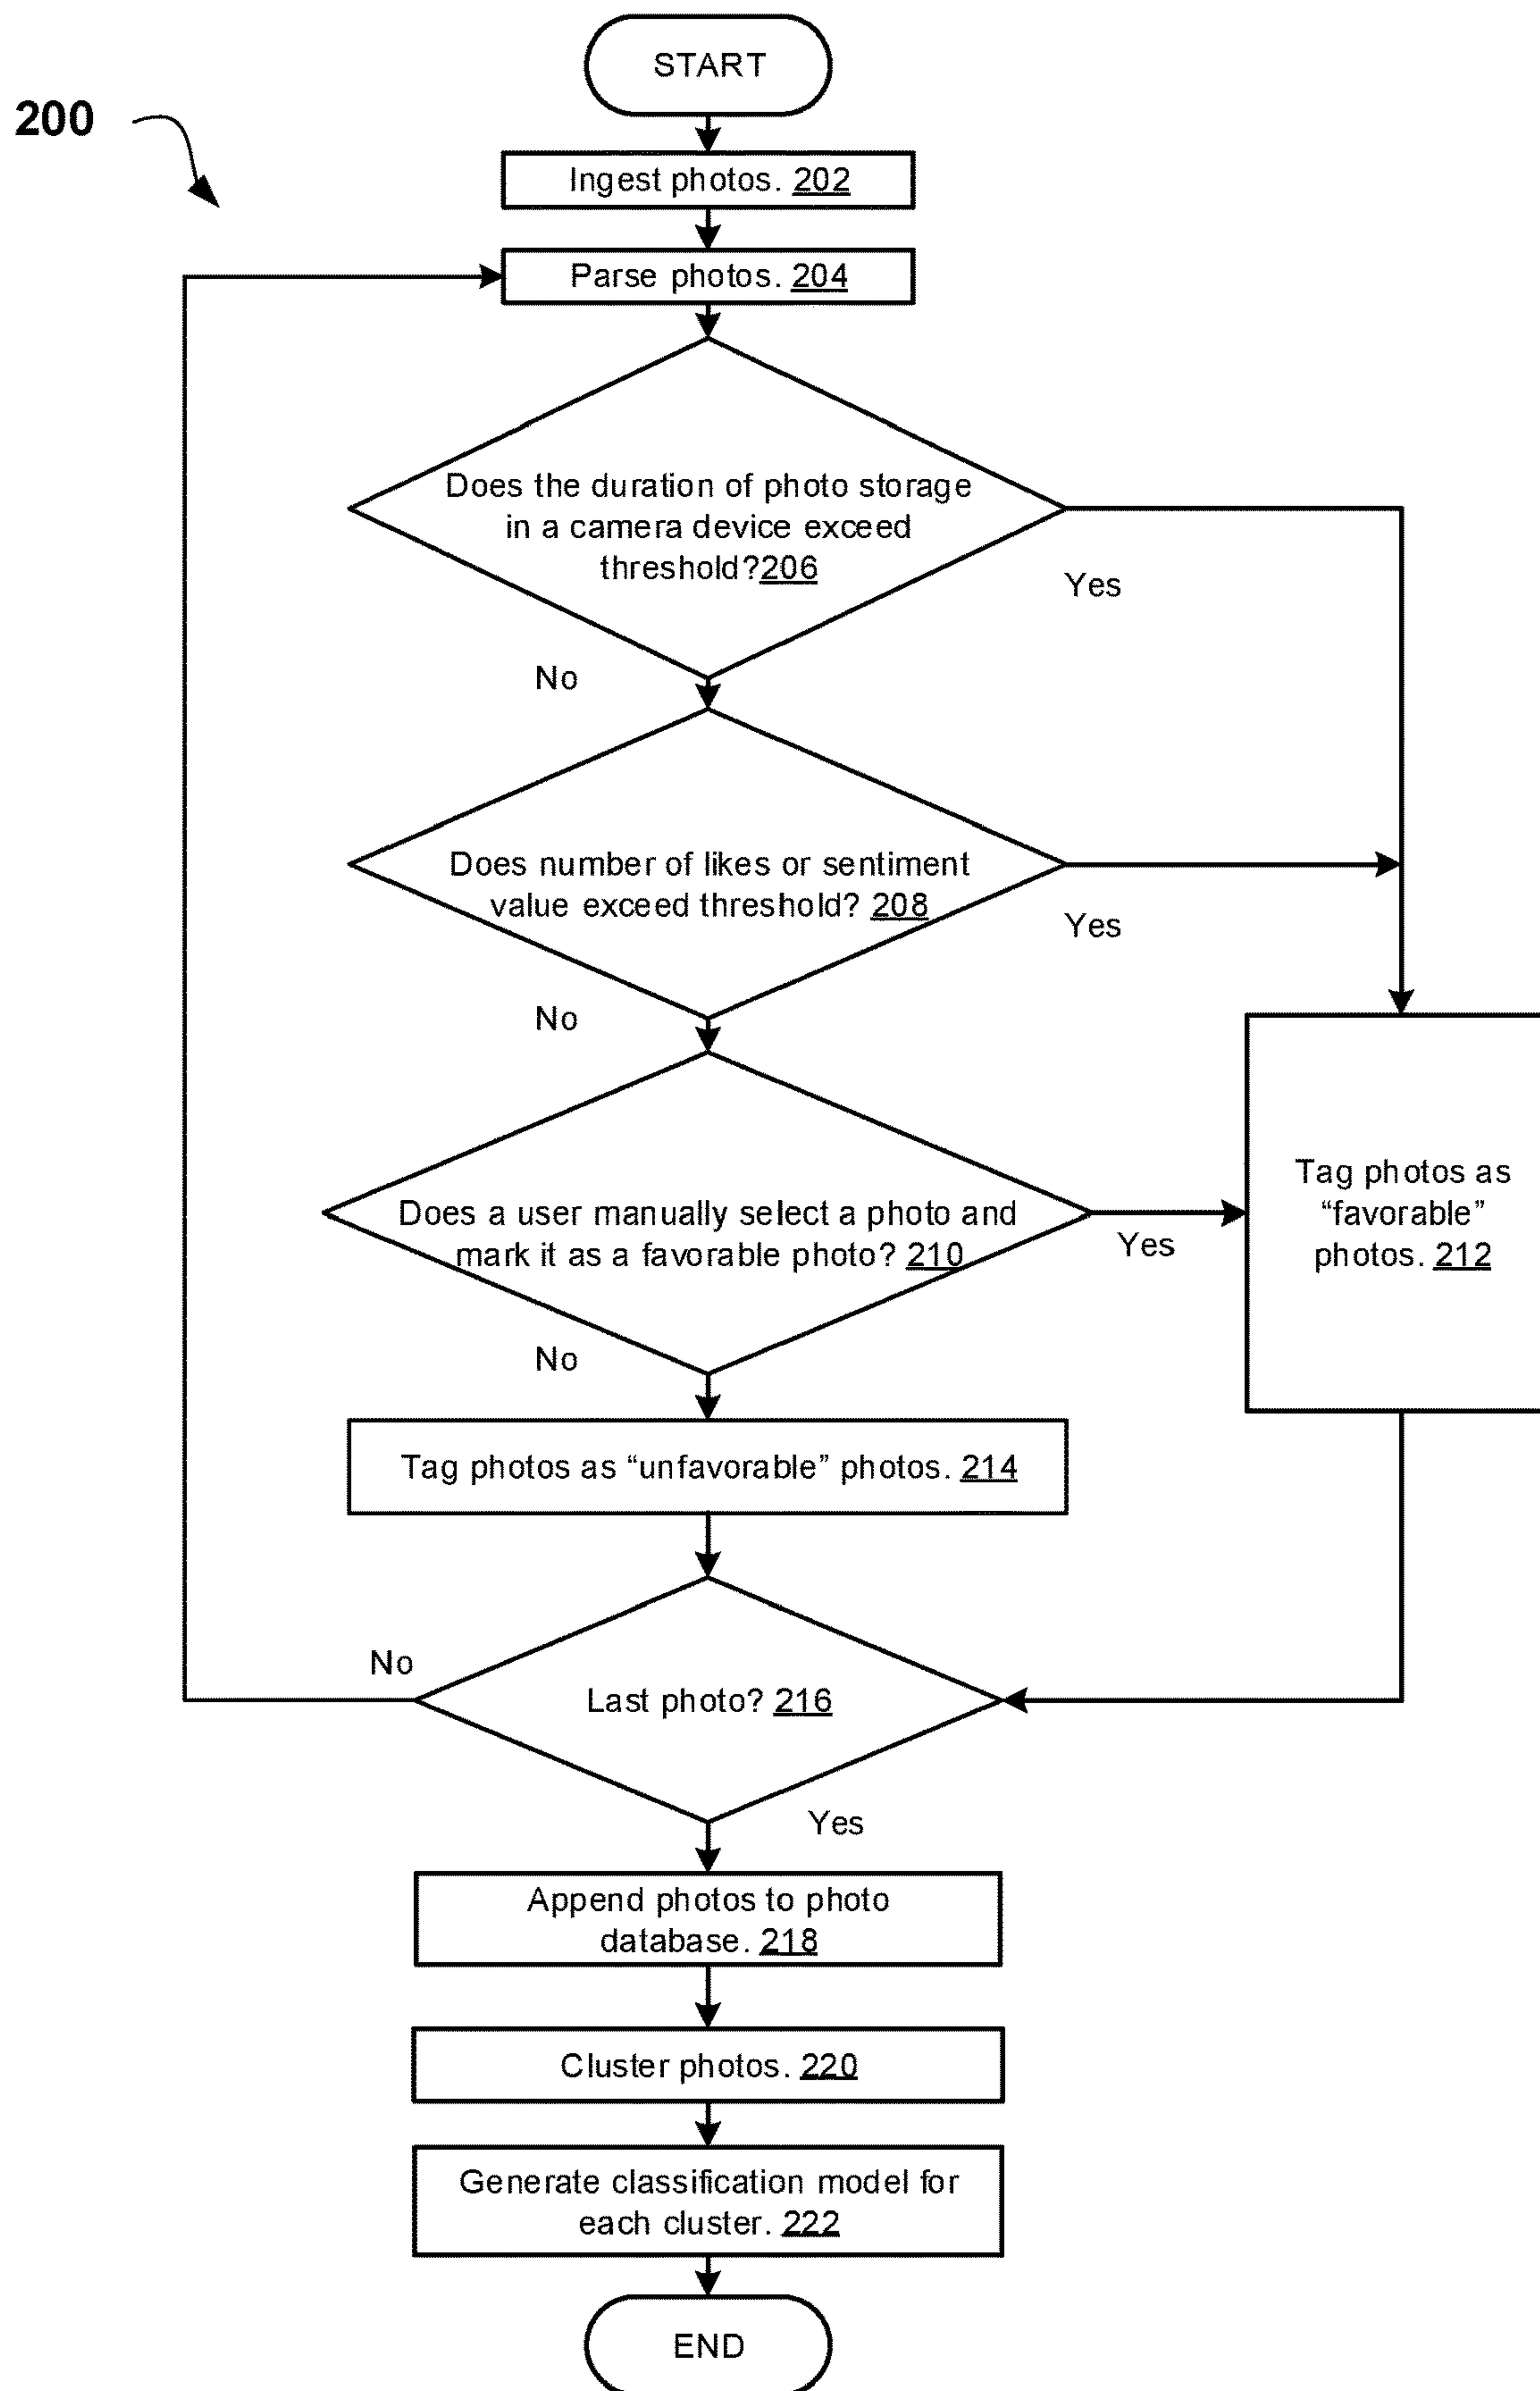 START
200
Ingest photos. 202
Parse photos. 204
Does the duration of photo storage
in a camera device exceed
threshold?206
Yes
No
Does number of likes or sentiment
value exceed threshold? 208
Yes
No
Does a user manually select a photo and
mark it as a favorable photo? 210
Yes
Tag photos as
“favorable”
photos. 212
No
Tag photos as “unfavorable” photos. 214
No
Last photo? 216
Yes
Append photos to photo
database. 218
Cluster photos. 220
Generate classification model for
each cluster. 222
END